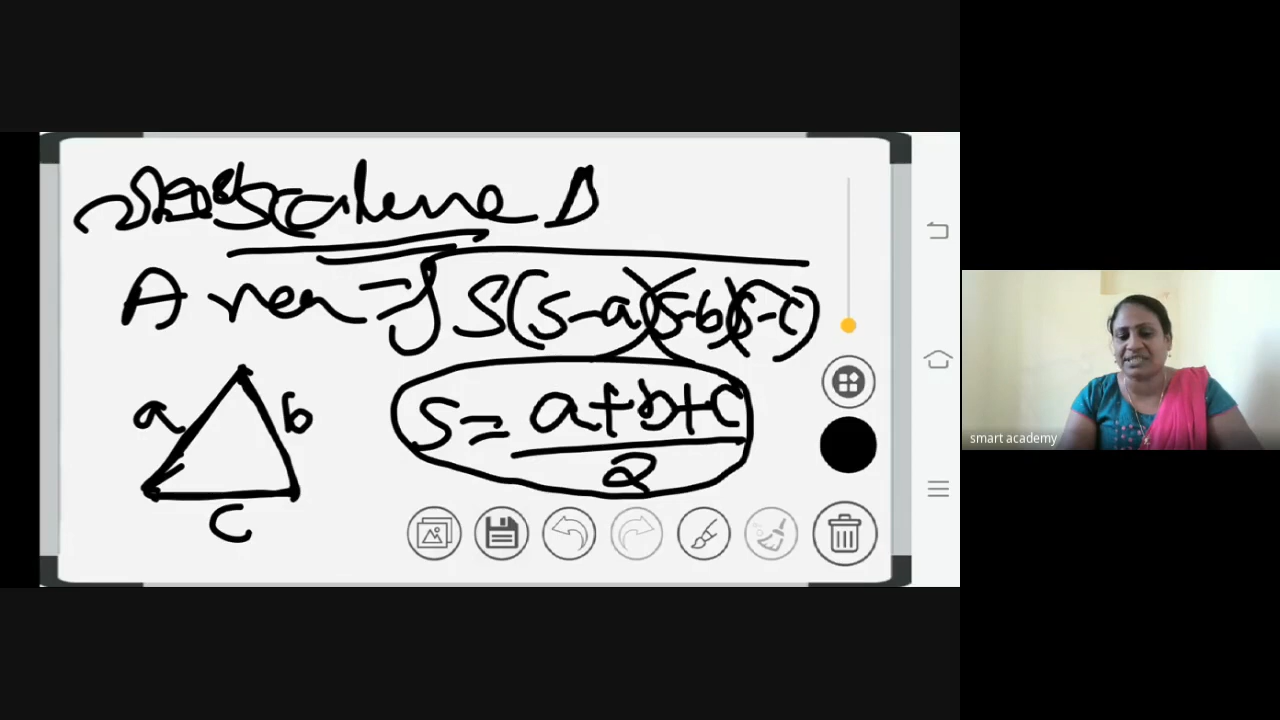 Scalene Δ
Area = √S(S-a)(S-b)(S-c)
a
b
S = a+b+c
2
c
smart academy